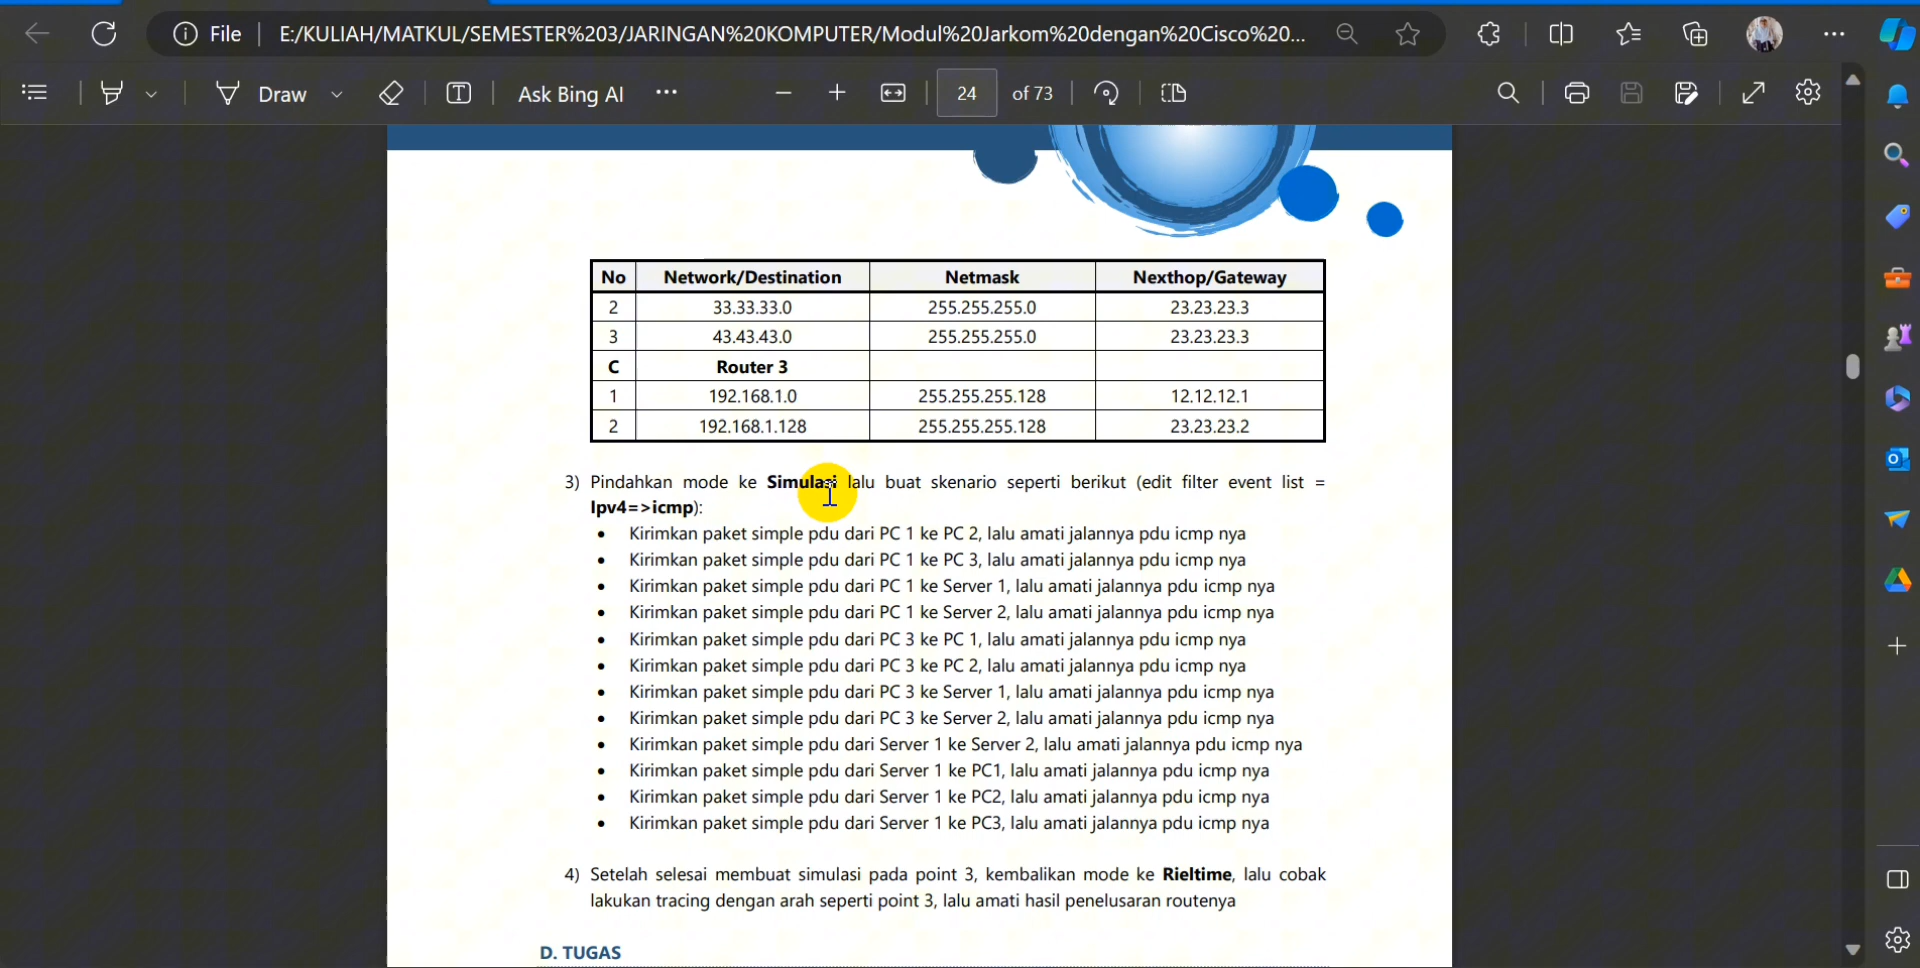 File
E:/KULIAH/MATKUL/SEMESTER%203/JARINGAN%20KOMPUTER/Modul%20Jarkom%20dengan%20Cisco%20...
Draw
Ask Bing AI
24 of 73
No Network/Destination Netmask Nexthop/Gateway
2 33.33.33.0 255.255.255.0 23.23.23.3
3 43.43.43.0 255.255.255.0 23.23.23.3
C Router 3
1 192.168.1.0 255.255.255.128 12.12.12.1
2 192.168.1.128 255.255.255.128 23.23.23.2
3) Pindahkan mode ke Simulasi lalu buat skenario seperti berikut (edit filter event list =
Ipv4=>icmp):
• Kirimkan paket simple pdu dari PC 1 ke PC 2, lalu amati jalannya pdu icmp nya
• Kirimkan paket simple pdu dari PC 1 ke PC 3, lalu amati jalannya pdu icmp nya
• Kirimkan paket simple pdu dari PC 1 ke Server 1, lalu amati jalannya pdu icmp nya
• Kirimkan paket simple pdu dari PC 1 ke Server 2, lalu amati jalannya pdu icmp nya
• Kirimkan paket simple pdu dari PC 3 ke PC 1, lalu amati jalannya pdu icmp nya
• Kirimkan paket simple pdu dari PC 3 ke PC 2, lalu amati jalannya pdu icmp nya
• Kirimkan paket simple pdu dari PC 3 ke Server 1, lalu amati jalannya pdu icmp nya
• Kirimkan paket simple pdu dari PC 3 ke Server 2, lalu amati jalannya pdu icmp nya
• Kirimkan paket simple pdu dari Server 1 ke Server 2, lalu amati jalannya pdu icmp nya
• Kirimkan paket simple pdu dari Server 1 ke PC1, lalu amati jalannya pdu icmp nya
• Kirimkan paket simple pdu dari Server 1 ke PC2, lalu amati jalannya pdu icmp nya
• Kirimkan paket simple pdu dari Server 1 ke PC3, lalu amati jalannya pdu icmp nya
4) Setelah selesai membuat simulasi pada point 3, kembalikan mode ke Rieltime, lalu cobak
lakukan tracing dengan arah seperti point 3, lalu amati hasil penelusaran routenya
D. TUGAS